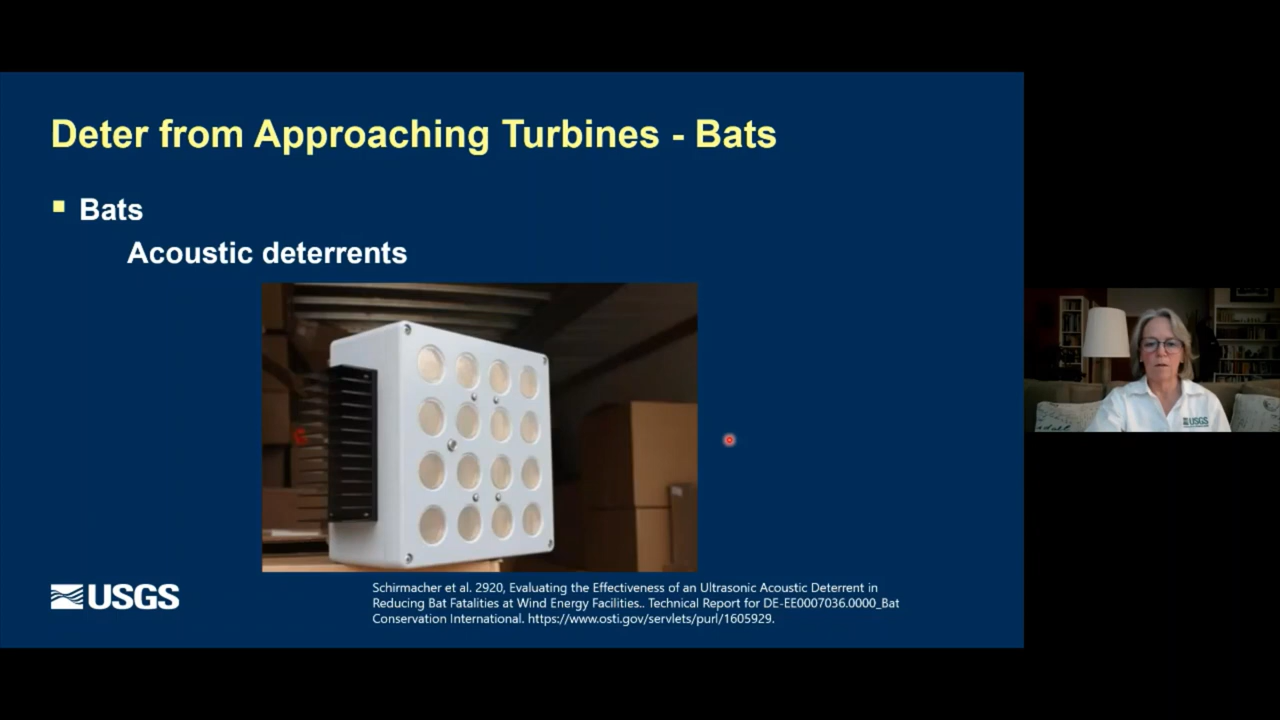 Deter from Approaching Turbines - Bats
Bats
Acoustic deterrents
USGS
Schirmacher et al. 2920, Evaluating the Effectiveness of an Ultrasonic Acoustic Deterrent in
Reducing Bat Fatalities at Wind Energy Facilities.. Technical Report for DE-EE0007036.0000_Bat
Conservation International. https://www.osti.gov/servlets/purl/1605929.
USGS